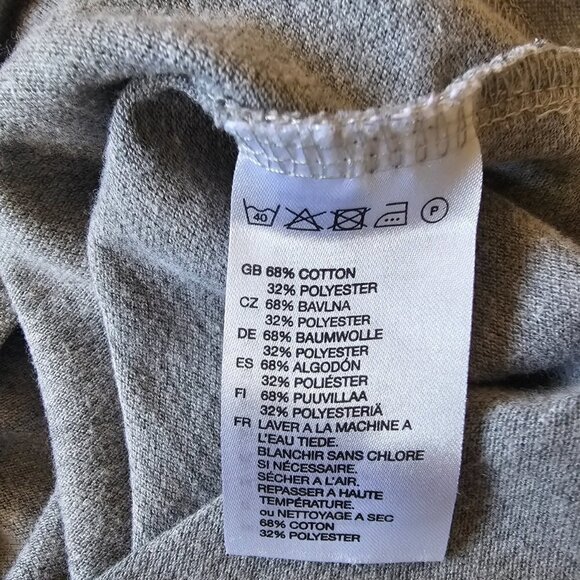 40 P
GB 68% COTTON
32% POLYESTER
CZ 68% BAVLNA
32% POLYESTER
DE 68% BAUMWOLLE
32% POLYESTER
ES 68% ALGODÓN
32% POLIÉSTER
FI 68% PUUVILLAA
32% POLYESTERIÄ
FR LAVER A LA MACHINE A
L'EAU TIEDE.
BLANCHIR SANS CHLORE
SI NÉCESSAIRE.
SÉCHER A L'AIR.
REPASSER A HAUTE
TEMPÉRATURE.
ou NETTOYAGE A SEC
68% COTON
32% POLYESTER